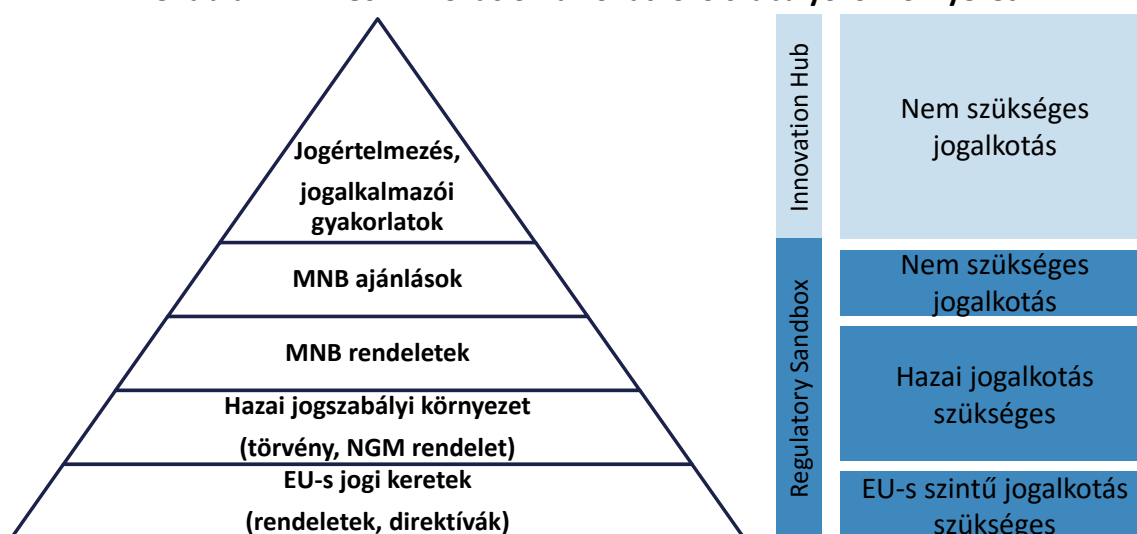 Jogértelmezés,
jogalkalmazói
gyakorlatok
MNB ajánlások
MNB rendeletek
Hazai jogszabályi környezet
(törvény, NGM rendelet)
EU-s jogi keretek
(rendeletek, direktívák)
Innovation Hub
Regulatory Sandbox
Nem szükséges
jogalkotás
Nem szükséges
jogalkotás
Hazai jogalkotás
szükséges
EU-s szintű jogalkotás
szükséges